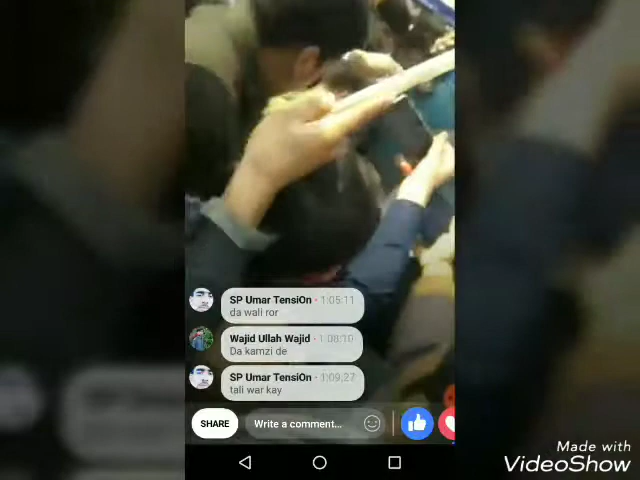 SP Umar TensiOn • 1:05:11
da wali ror
Wajid Ullah Wajid • 1:08:10
Da kamzi de
SP Umar TensiOn • 1:09:27
tali war kay
SHARE
Write a comment...
Made with
VideoShow